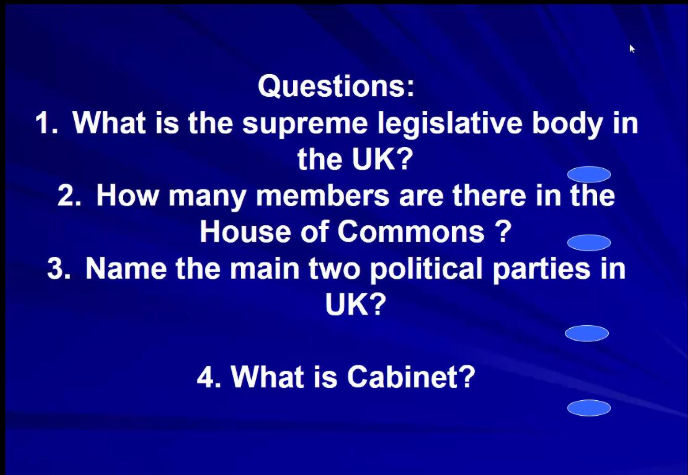 Questions:
1. What is the supreme legislative body in
the UK?
2. How many members are there in the
House of Commons ?
3. Name the main two political parties in
UK?
4. What is Cabinet?